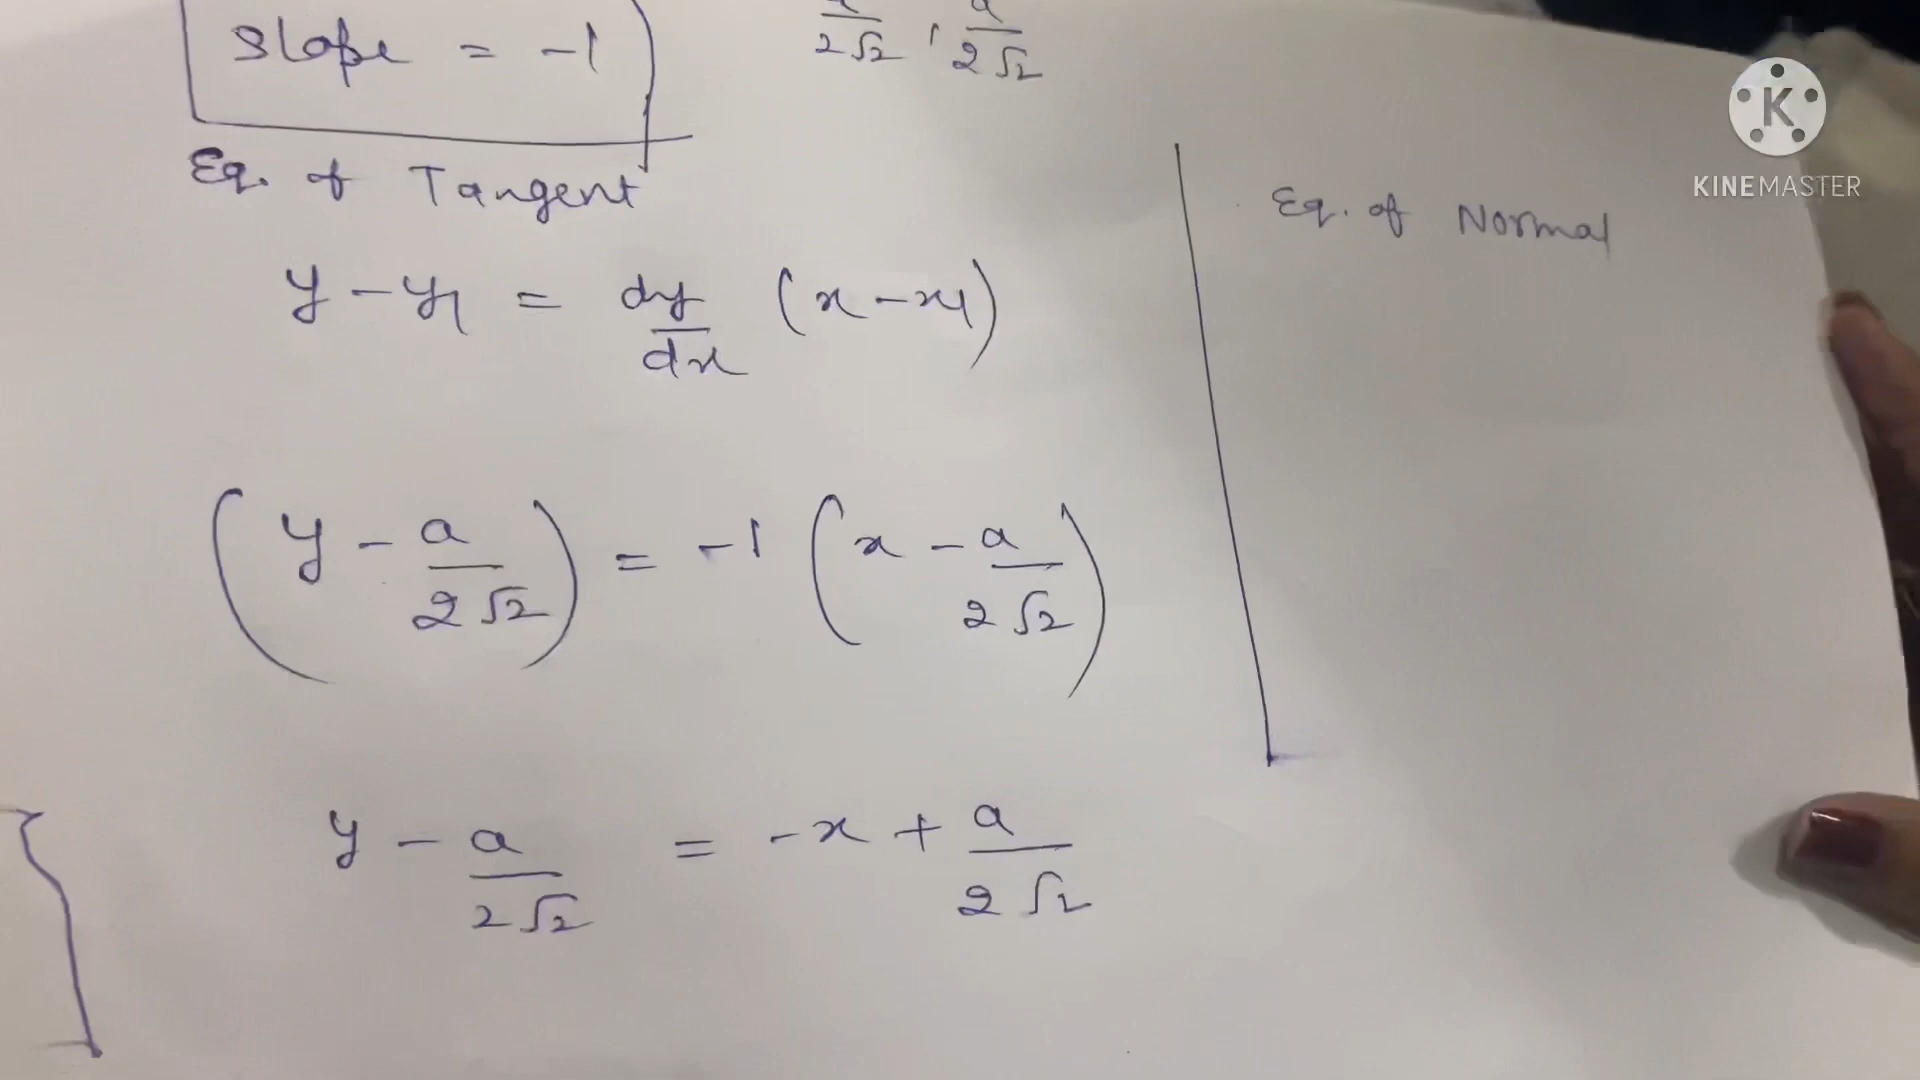 Slope = -1
a/2√2 , a/2√2
Eq. of Tangent
y - y1 = dy/dx (x - x1)
(y - a/2√2) = -1 (x - a/2√2)
y - a/2√2 = -x + a/2√2
Eq. of Normal
K
KINEMASTER